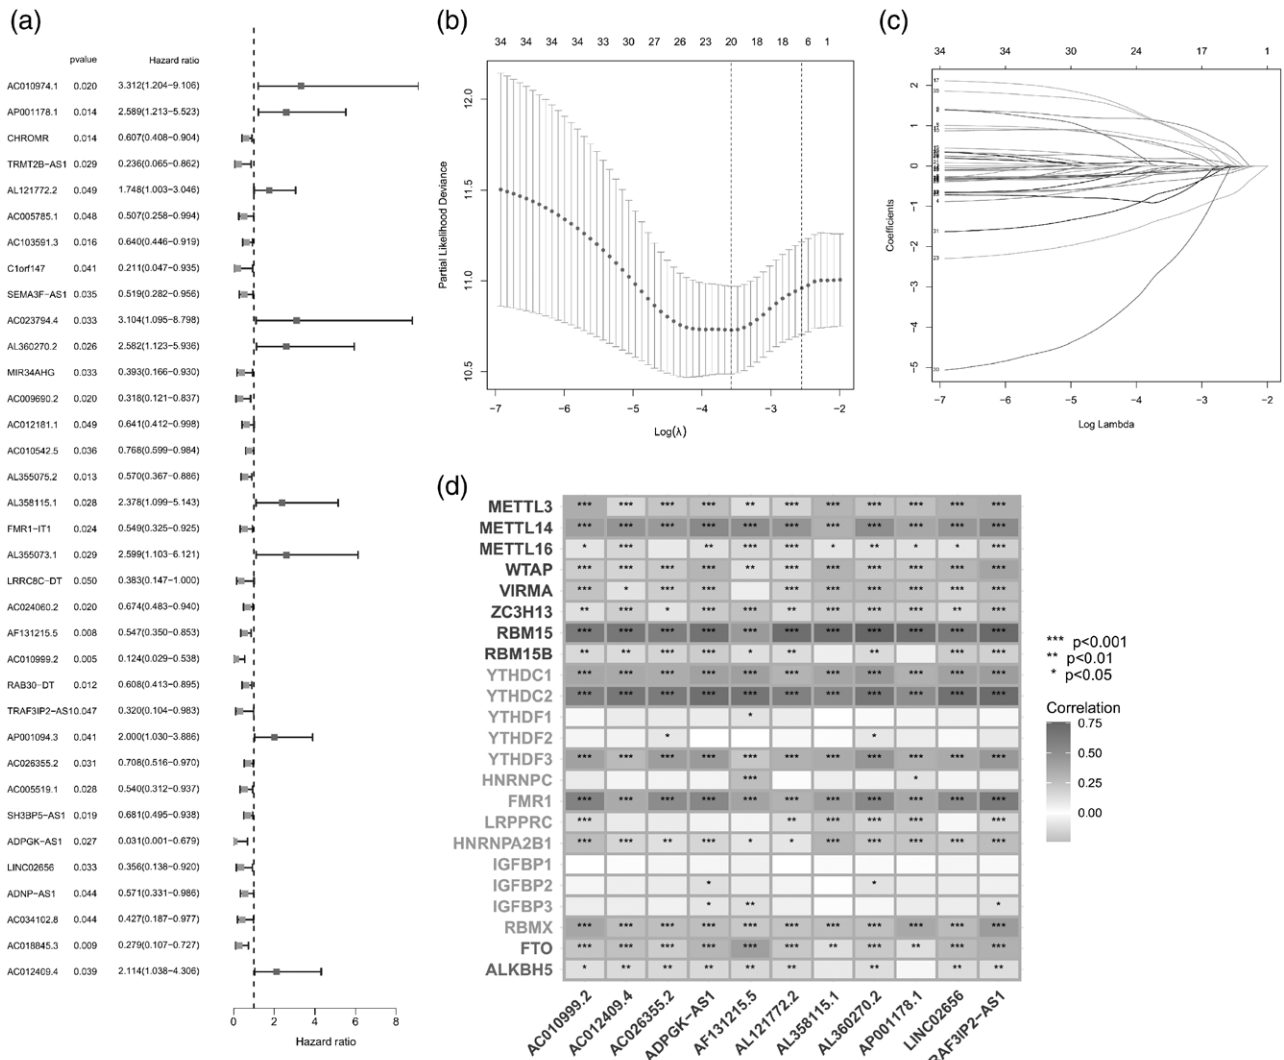 (a)
pvalue Hazard ratio
AC010974.1 0.020 3.312(1.204−9.106)
AP001178.1 0.014 2.589(1.213−5.523)
CHROMR 0.014 0.607(0.408−0.904)
TRMT2B−AS1 0.029 0.236(0.065−0.862)
AL121772.2 0.049 1.748(1.003−3.046)
AC005785.1 0.048 0.507(0.258−0.994)
AC103591.3 0.016 0.640(0.446−0.919)
C1orf147 0.041 0.211(0.047−0.935)
SEMA3F−AS1 0.035 0.519(0.282−0.956)
AC023794.4 0.033 3.104(1.095−8.798)
AL360270.2 0.026 2.582(1.123−5.936)
MIR34AHG 0.033 0.393(0.166−0.930)
AC009690.2 0.020 0.318(0.121−0.837)
AC012181.1 0.049 0.641(0.412−0.998)
AC010542.5 0.036 0.768(0.599−0.984)
AL355075.2 0.013 0.570(0.367−0.886)
AL358115.1 0.028 2.378(1.099−5.143)
FMR1−IT1 0.024 0.549(0.325−0.925)
AL355073.1 0.029 2.599(1.103−6.121)
LRRC8C−DT 0.050 0.383(0.147−1.000)
AC024060.2 0.020 0.674(0.483−0.940)
AF131215.5 0.008 0.547(0.350−0.853)
AC010999.2 0.005 0.124(0.029−0.538)
RAB30−DT 0.012 0.608(0.413−0.895)
TRAF3IP2−AS10.047 0.320(0.104−0.983)
AP001094.3 0.041 2.000(1.030−3.886)
AC026355.2 0.031 0.708(0.516−0.970)
AC005519.1 0.028 0.540(0.312−0.937)
SH3BP5−AS1 0.019 0.681(0.495−0.938)
ADPGK−AS1 0.027 0.031(0.001−0.679)
LINC02656 0.033 0.356(0.138−0.920)
ADNP−AS1 0.044 0.571(0.331−0.986)
AC034102.8 0.044 0.427(0.187−0.977)
AC018845.3 0.009 0.279(0.107−0.727)
AC012409.4 0.039 2.114(1.038−4.306)
0 2 4 6 8
Hazard ratio
(b)
34 34 34 34 33 30 27 26 23 20 18 18 6 1
12.0
11.5
11.0
10.5
Partial Likelihood Deviance
−7 −6 −5 −4 −3 −2
Log(λ)
(c)
34 34 30 24 17 1
2
1
0
−1
−2
−3
−4
−5
Coefficients
−7 −6 −5 −4 −3 −2 −1
Log Lambda
(d)
METTL3 *** *** *** *** ** *** *** *** *** *** ***
METTL14 *** *** *** *** *** *** *** *** *** *** ***
METTL16 * *** ** *** *** * ** * * ***
WTAP *** *** *** *** ** *** *** *** *** *** ***
VIRMA *** * *** *** *** *** *** *** *** ***
ZC3H13 ** *** * *** *** ** *** *** *** ** ***
RBM15 *** *** *** *** *** *** *** *** *** *** ***
RBM15B ** ** *** *** * ** ** *** ***
YTHDC1 *** *** *** *** *** *** *** *** *** *** ***
YTHDC2 *** *** *** *** *** *** *** *** *** *** ***
YTHDF1 *
YTHDF2 * *
YTHDF3 *** *** *** *** *** *** *** *** *** *** ***
HNRNPC *** *
FMR1 *** *** *** *** *** *** *** *** *** *** ***
LRPPRC *** ** *** *** *** ***
HNRNPA2B1 *** *** ** *** * * *** *** *** *** ***
IGFBP1
IGFBP2 * *
IGFBP3 * ** *
RBMX *** *** *** *** *** *** *** *** *** *** ***
FTO *** *** *** *** *** *** ** *** ** *** ***
ALKBH5 * ** ** ** ** ** ** ** **
AC010999.2
AC012409.4
AC026355.2
ADPGK−AS1
AF131215.5
AL121772.2
AL358115.1
AL360270.2
AP001178.1
LINC02656
RAF3IP2−AS1
*** p<0.001
** p<0.01
* p<0.05
Correlation
0.75
0.50
0.25
0.00